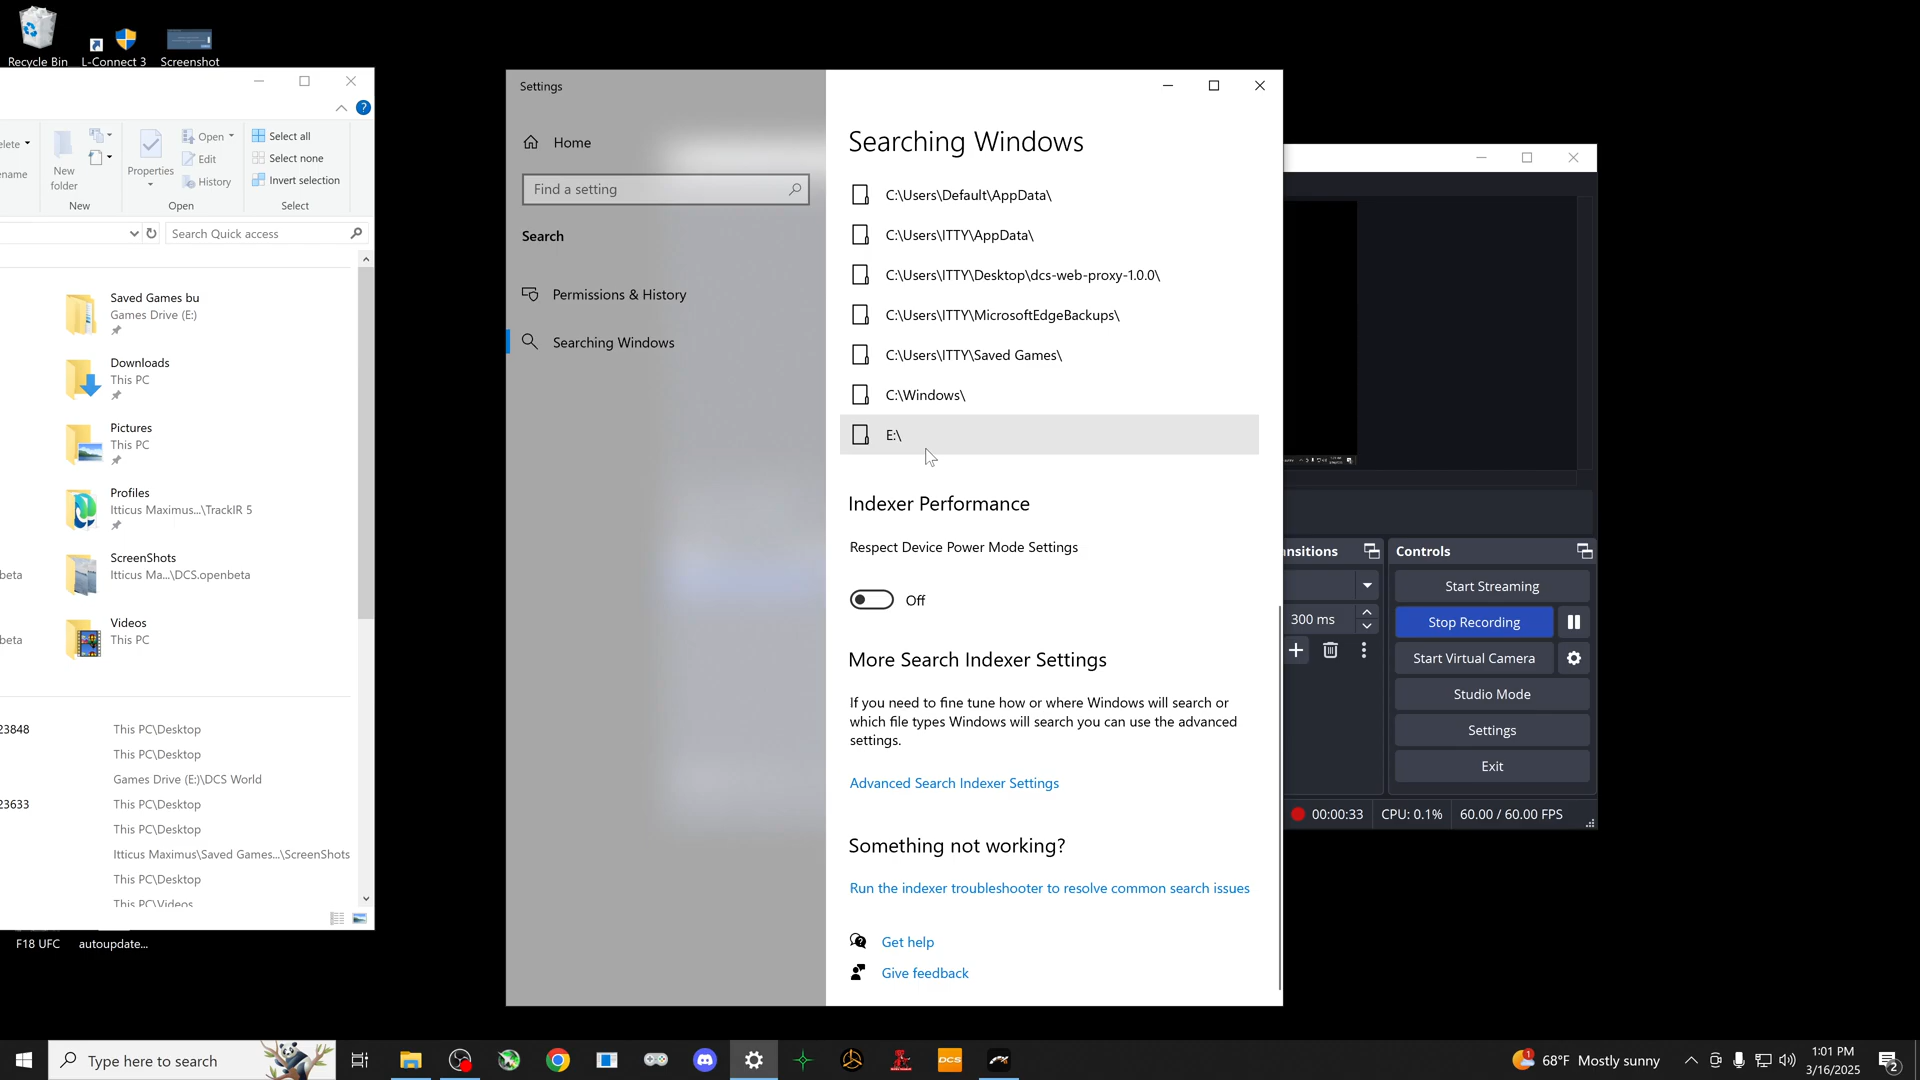 Recycle Bin
L-Connect 3
Screenshot
elete
ename
New
folder
New
Properties
Open
Edit
History
Open
Select all
Select none
Invert selection
Select
Search Quick access
Saved Games bu
Games Drive (E:)
Downloads
This PC
Pictures
This PC
Profiles
Itticus Maximus...\TrackIR 5
ScreenShots
Itticus Ma...\DCS.openbeta
beta
Videos
This PC
beta
23848
This PC\Desktop
This PC\Desktop
Games Drive (E:)\DCS World
23633
This PC\Desktop
This PC\Desktop
Itticus Maximus\Saved Games...\ScreenShots
This PC\Desktop
This PC\Videos
F18 UFC
autoupdate...
Settings
Home
Find a setting
Search
Permissions & History
Searching Windows
Searching Windows
C:\Users\Default\AppData\
C:\Users\ITTY\AppData\
C:\Users\ITTY\Desktop\dcs-web-proxy-1.0.0\
C:\Users\ITTY\MicrosoftEdgeBackups\
C:\Users\ITTY\Saved Games\
C:\Windows\
E:\
Indexer Performance
Respect Device Power Mode Settings
Off
More Search Indexer Settings
If you need to fine tune how or where Windows will search or
which file types Windows will search you can use the advanced
settings.
Advanced Search Indexer Settings
Something not working?
Run the indexer troubleshooter to resolve common search issues
Get help
Give feedback
nsitions
300 ms
Controls
Start Streaming
Stop Recording
Start Virtual Camera
Studio Mode
Settings
Exit
00:00:33
CPU: 0.1%
60.00 / 60.00 FPS
Type here to search
DCS
1
68°F Mostly sunny
1:01 PM
3/16/2025
2